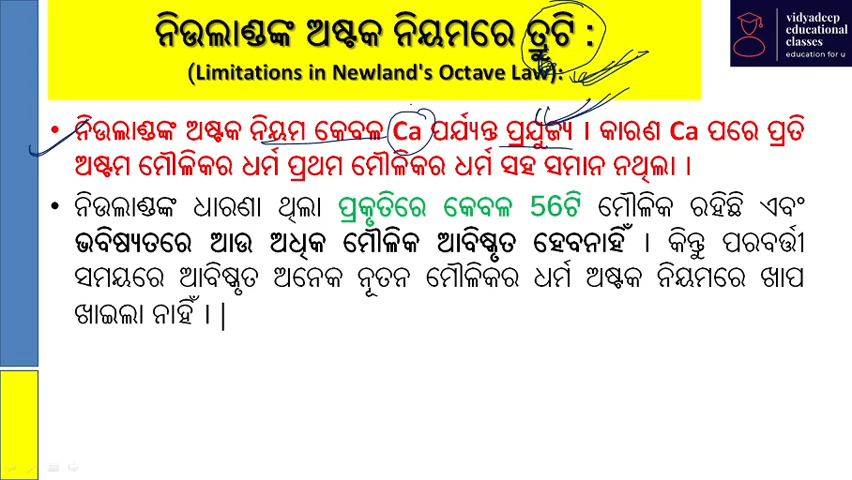 ନିଉଲାଣ୍ଡଙ୍କ ଅଷ୍ଟକ ନିୟମରେ ତ୍ରୁଟି :
(Limitations in Newland's Octave Law):
vidyadeep
educational
classes
education for u
• ନିଉଲାଣ୍ଡଙ୍କ ଅଷ୍ଟକ ନିୟମ କେବଳ Ca ପର୍ଯ୍ୟନ୍ତ ପ୍ରଯୁଜ୍ୟ । କାରଣ Ca ପରେ ପ୍ରତି
ଅଷ୍ଟମ ମୌଳିକର ଧର୍ମ ପ୍ରଥମ ମୌଳିକର ଧର୍ମ ସହ ସମାନ ନଥିଲା ।
• ନିଉଲାଣ୍ଡଙ୍କ ଧାରଣା ଥିଲା ପ୍ରକୃତିରେ କେବଳ 56ଟି ମୌଳିକ ରହିଛି ଏବଂ
ଭବିଷ୍ୟତରେ ଆଉ ଅଧିକ ମୌଳିକ ଆବିଷ୍କୃତ ହେବନାହିଁ । କିନ୍ତୁ ପରବର୍ତ୍ତୀ
ସମୟରେ ଆବିଷ୍କୃତ ଅନେକ ନୂତନ ମୌଳିକର ଧର୍ମ ଅଷ୍ଟକ ନିୟମରେ ଖାପ
ଖାଇଲା ନାହିଁ । |